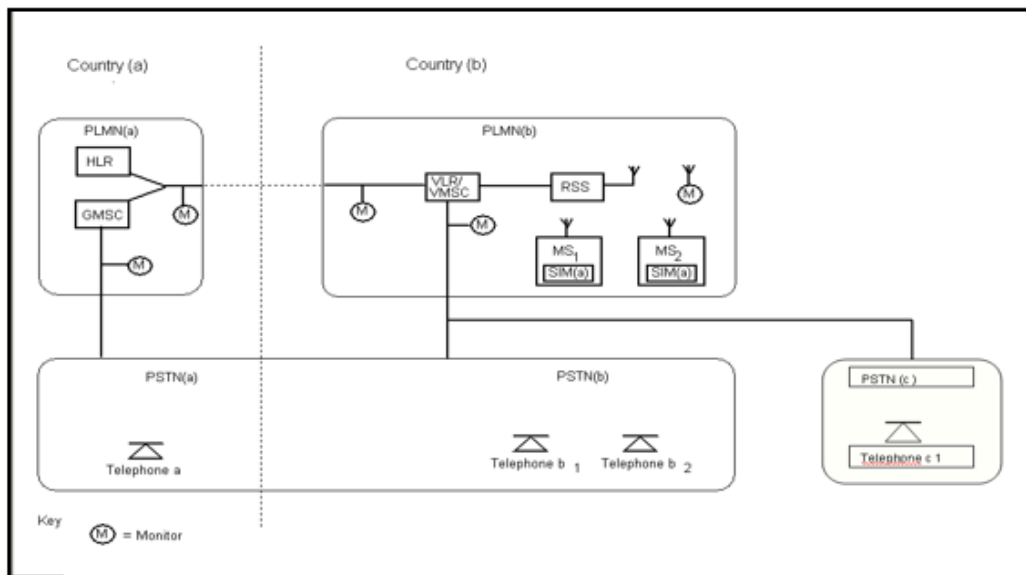 Country (a)
Country (b)
PLMN(a)
HLR
GMSC
M
M
PLMN(b)
VLR/
VMSC
RSS
M
M
M
MS1
SIM(a)
MS2
SIM(a)
PSTN(a)
PSTN(b)
Telephone a
Telephone b 1
Telephone b 2
PSTN (c)
Telephone c 1
Key
M = Monitor